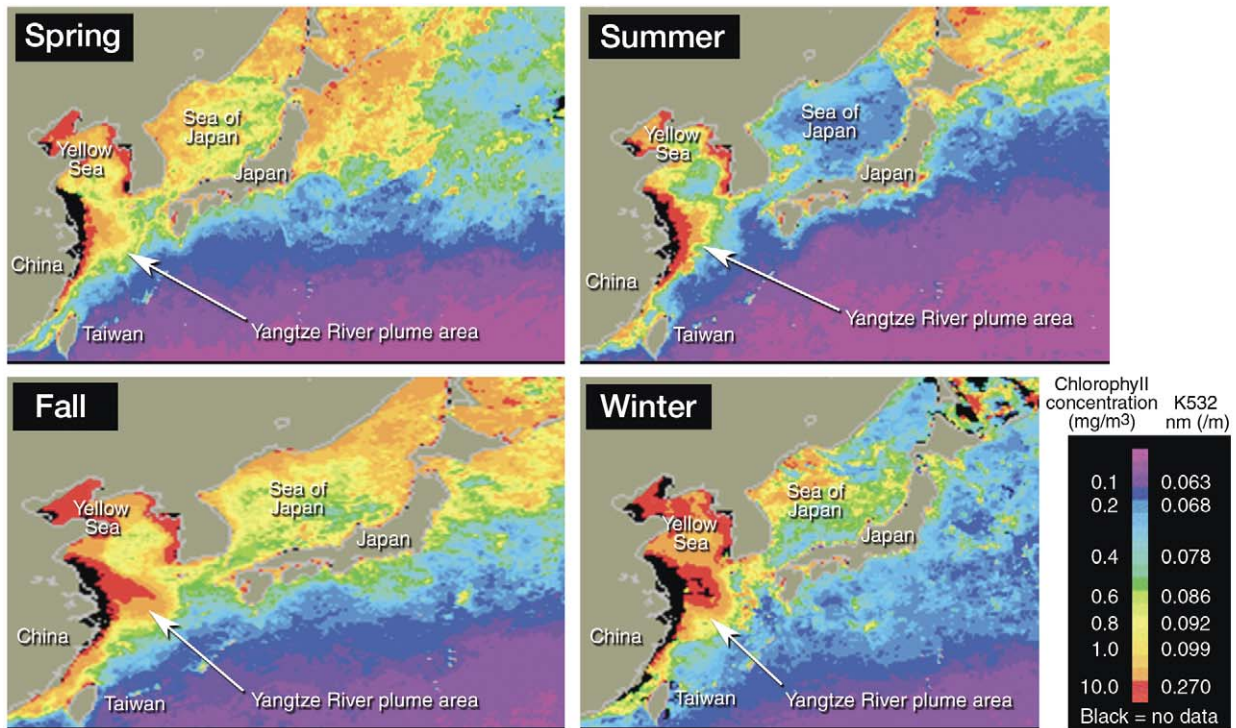 Spring
Sea of
Japan
Yellow
Sea
Japan
China
Taiwan
Yangtze River plume area
Summer
Sea of
Japan
Yellow
Sea
Japan
China
Taiwan
Yangtze River plume area
Fall
Sea of
Japan
Yellow
Sea
Japan
China
Taiwan
Yangtze River plume area
Winter
Sea of
Japan
Yellow
Sea
Japan
China
Taiwan
Yangtze River plume area
Chlorophyll
concentration K532
(mg/m³) nm (/m)
0.1 0.063
0.2 0.068
0.4 0.078
0.6 0.086
0.8 0.092
1.0 0.099
10.0 0.270
Black = no data